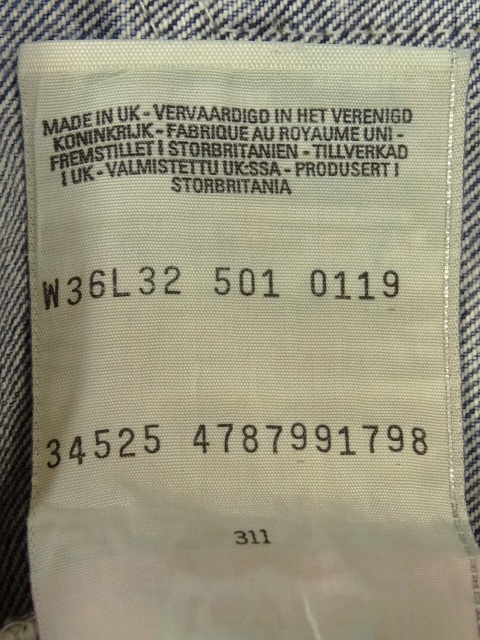 MADE IN UK - VERVAARDIGD IN HET VERENIGD
KONINKRIJK - FABRIQUE AU ROYAUME UNI -
FREMSTILLET I STORBRITANIEN - TILLVERKAD
I UK - VALMISTETTU UK:SSA - PRODUSERT I
STORBRITANIA
W36L32 501 0119
34525 4787991798
311